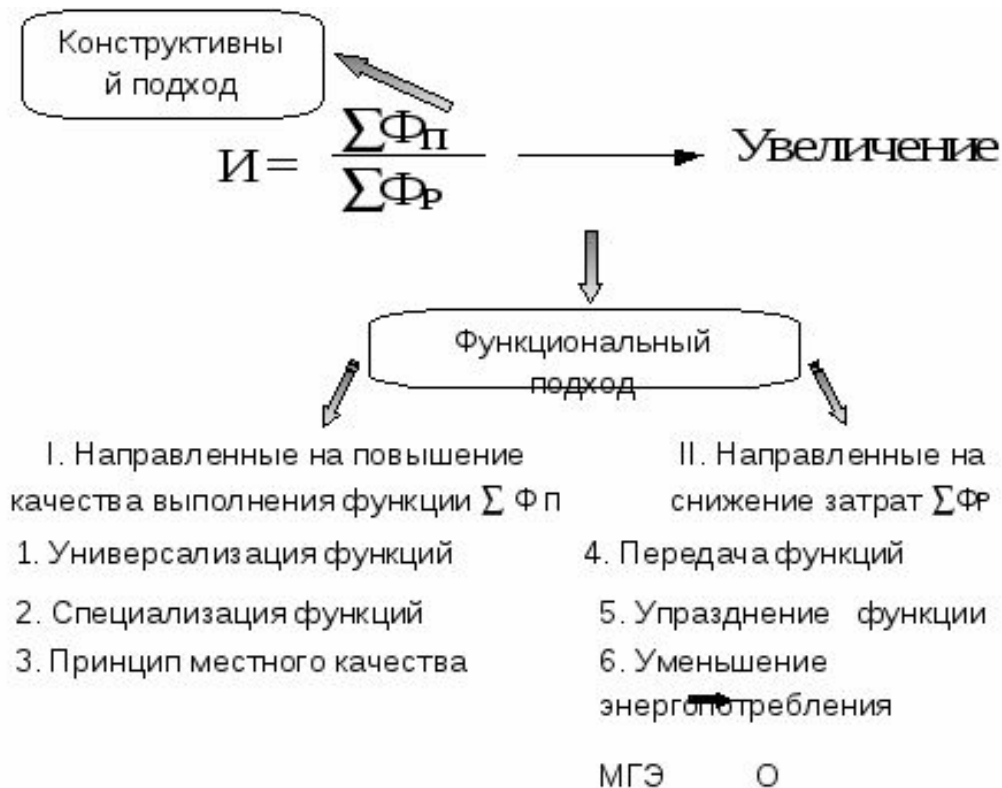 Конструктивны
й подход
И = ∑Фп
∑Фр
Увеличение
Функциональный
подход
I. Направленные на повышение
качества выполнения функции ∑ Ф п
1. Универсализация функций
2. Специализация функций
3. Принцип местного качества
II. Направленные на
снижение затрат ∑Фр
4. Передача функций
5. Упразднение функции
6. Уменьшение
энергопотребления
МГЭ О